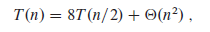 T(n) = 8T(n/2) + Θ(n²) ,